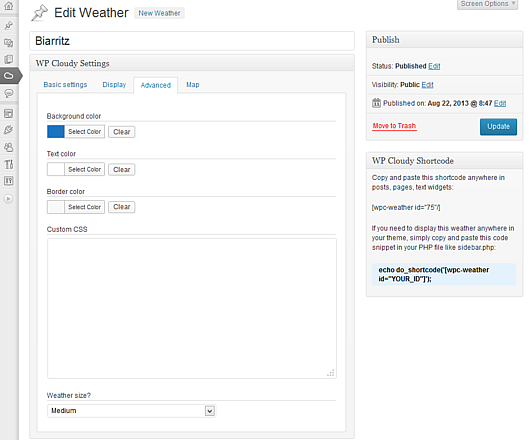 Screen Options
Edit Weather
New Weather
Biarritz
WP Cloudy Settings
Basic settings
Display
Advanced
Map
Background color
Select Color
Clear
Text color
Select Color
Clear
Border color
Select Color
Clear
Custom CSS
Weather size?
Medium
Publish
Status: Published Edit
Visibility: Public Edit
Published on: Aug 22, 2013 @ 8:47 Edit
Move to Trash
Update
WP Cloudy Shortcode
Copy and paste this shortcode anywhere in
posts, pages, text widgets:
[wpc-weather id="75"/]
If you need to display this weather anywhere in
your theme, simply copy and paste this code
snippet in your PHP file like sidebar.php:
echo do_shortcode('[wpc-weather
id="YOUR_ID"]');